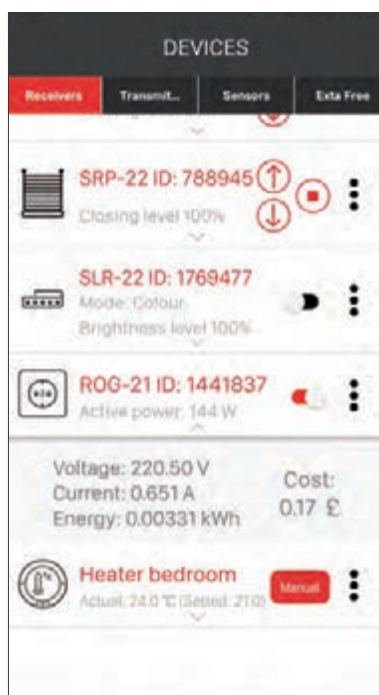 DEVICES
Receivers Transmit... Sensors Exta Free
SRP-22 ID: 788945
Closing level 100%
SLR-22 ID: 1769477
Mode: Colour
Brightness level 100%
ROG-21 ID: 1441837
Active power: 144 W
Voltage: 220.50 V
Current: 0.651 A
Energy: 0.00331 kWh
Cost:
0.17 £
Heater bedroom
Manual
Actual: 24.0 °C (Setted: 21.0)